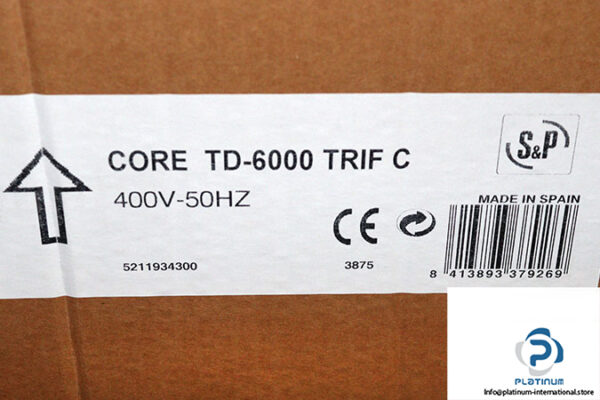 CORE TD-6000 TRIF C
400V-50HZ
S&P
MADE IN SPAIN
CE
5211934300
3875
8 413893 379269
PLATINUM
Info@platinum-international.store